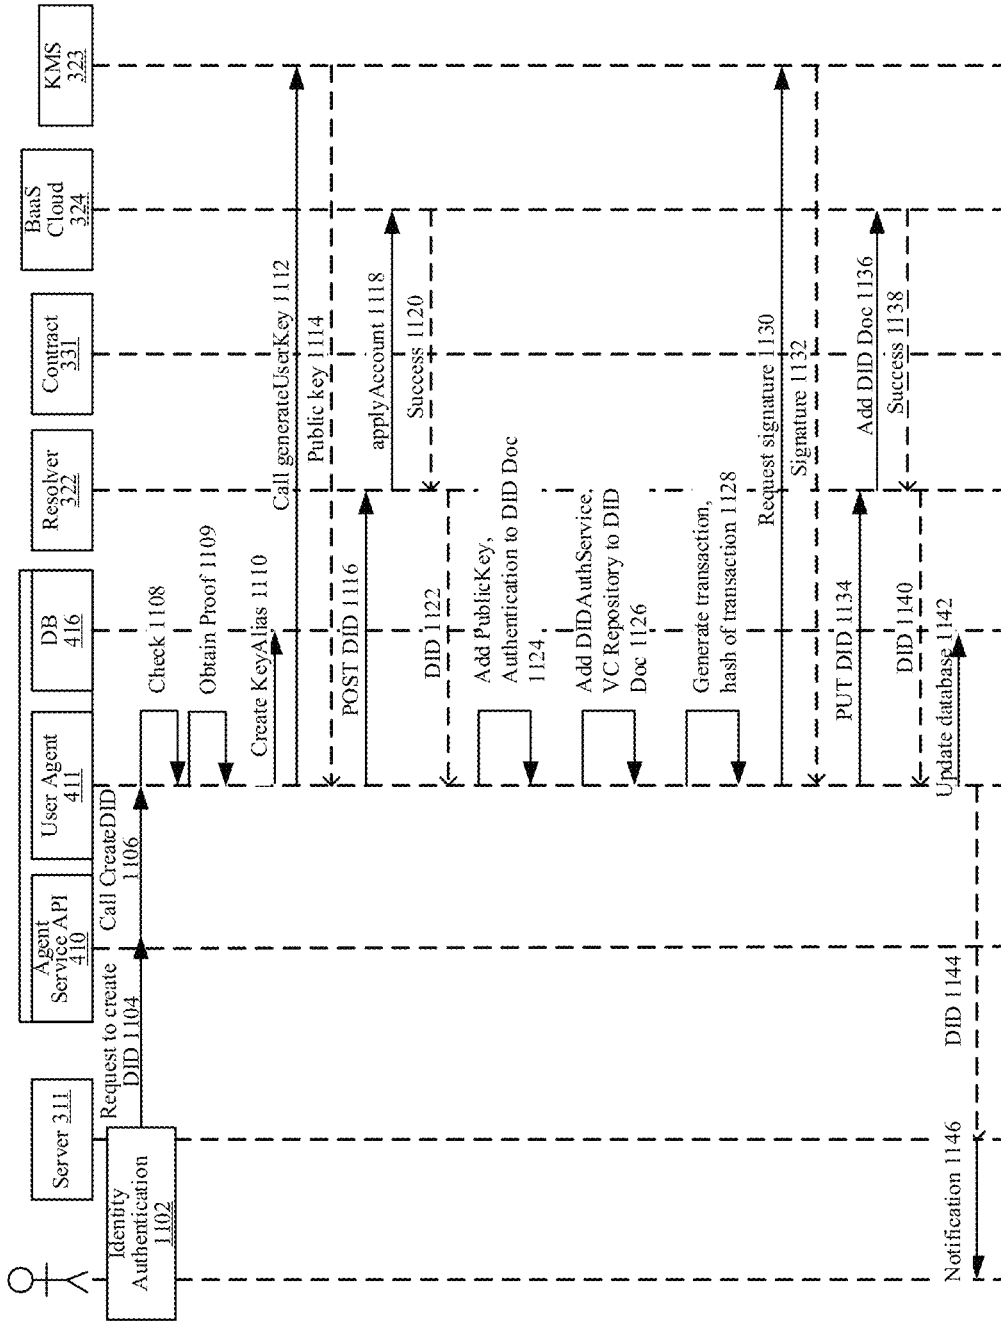 Server 311
Agent
Service API
410
User Agent
411
DB
416
Resolver
322
Contract
331
BaaS
Cloud
324
KMS
323
Identity
Authentication
1102
Request to create
DID 1104
Call CreateDID
1106
Check 1108
Obtain Proof 1109
Create KeyAlias 1110
Call generateUserKey 1112
Public key 1114
POST DID 1116
applyAccount 1118
Success 1120
DID 1122
Add PublicKey,
Authentication to DID Doc
1124
Add DIDAuthService,
VC Repository to DID
Doc 1126
Generate transaction,
hash of transaction 1128
Request signature 1130
Signature 1132
PUT DID 1134
Add DID Doc 1136
Success 1138
DID 1140
Update database 1142
DID 1144
Notification 1146